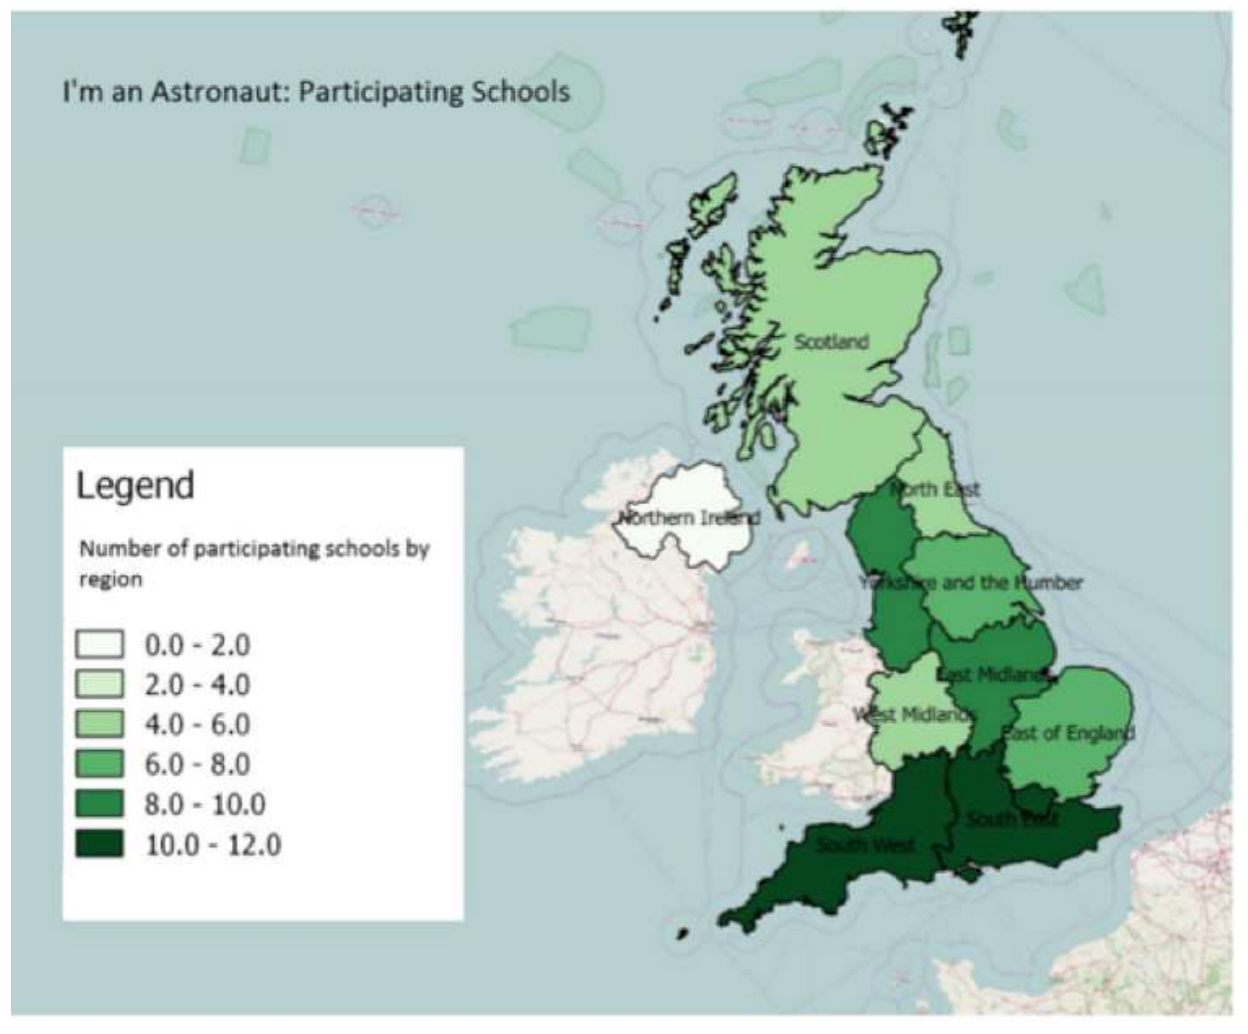 I'm an Astronaut: Participating Schools
Scotland
Legend
North East
Northern Ireland
Number of participating schools by
region
Yorkshire and the Humber
0.0 - 2.0
2.0 - 4.0
East Midlands
4.0 - 6.0
West Midlands
East of England
6.0 - 8.0
8.0 - 10.0
South East
10.0 - 12.0
South West